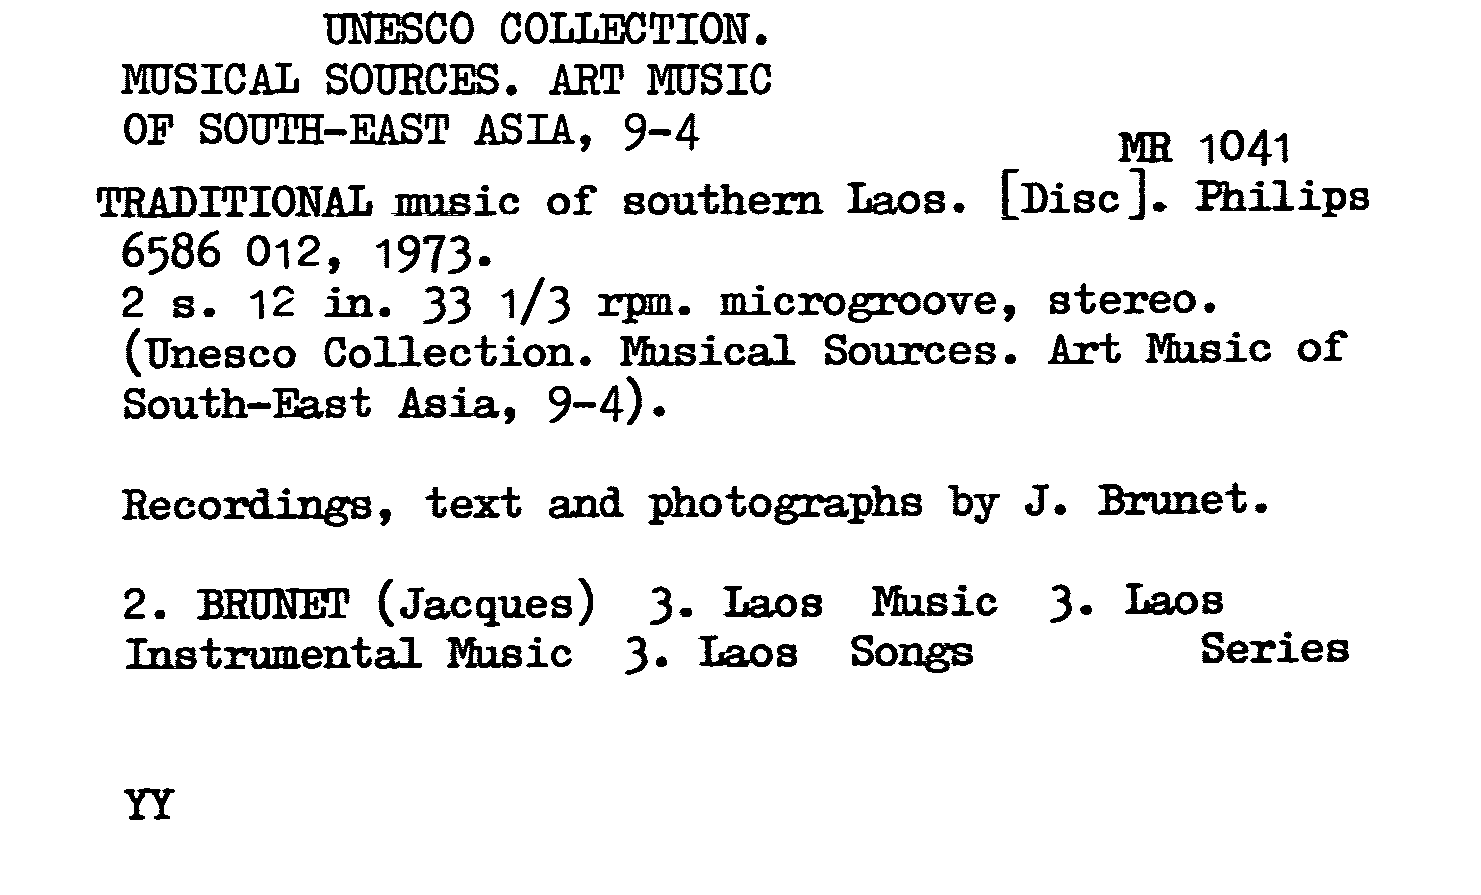 UNESCO COLLECTION.
MUSICAL SOURCES. ART MUSIC
OF SOUTH-EAST ASIA, 9-4
MR 1041
TRADITIONAL music of southern Laos. [Disc]. Philips
6586 012, 1973.
2 s. 12 in. 33 1/3 rpm. microgroove, stereo.
(Unesco Collection. Musical Sources. Art Music of
South-East Asia, 9-4).
Recordings, text and photographs by J. Brunet.
2. BRUNET (Jacques) 3. Laos Music 3. Laos
Instrumental Music 3. Laos Songs Series
YY